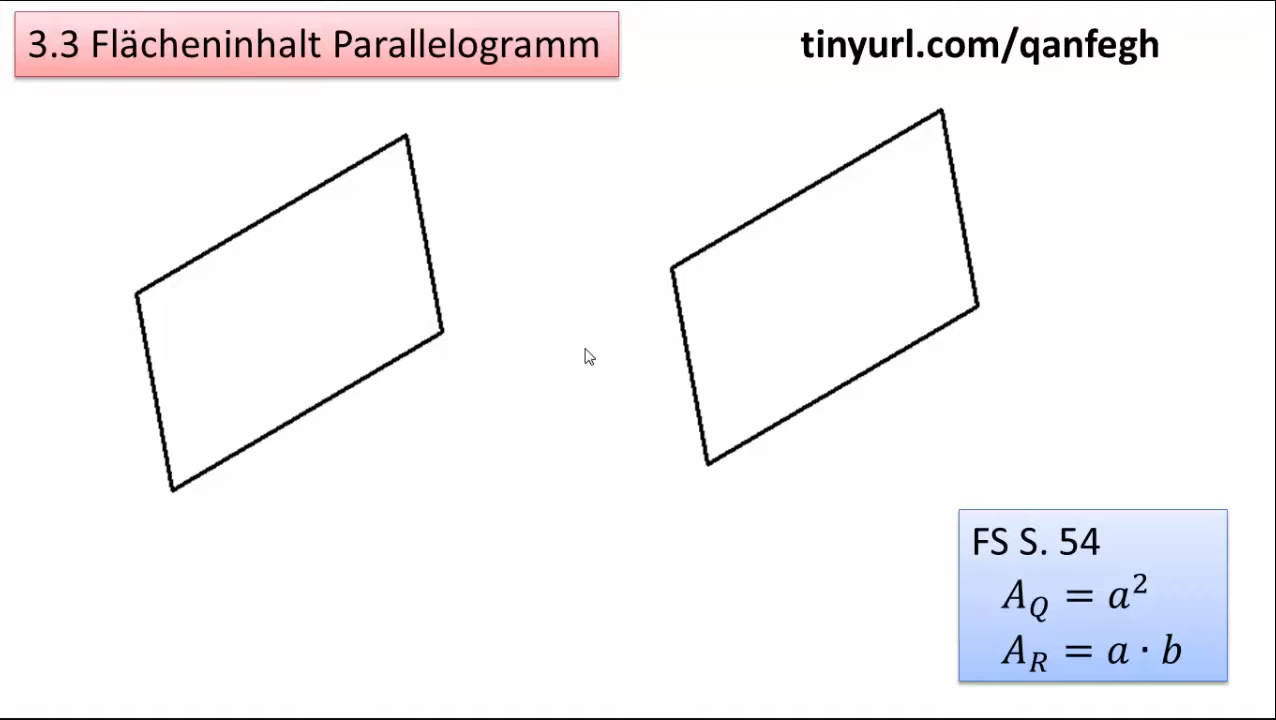 3.3 Flächeninhalt Parallelogramm
tinyurl.com/qanfegh
FS S. 54
A_Q = a²
A_R = a · b